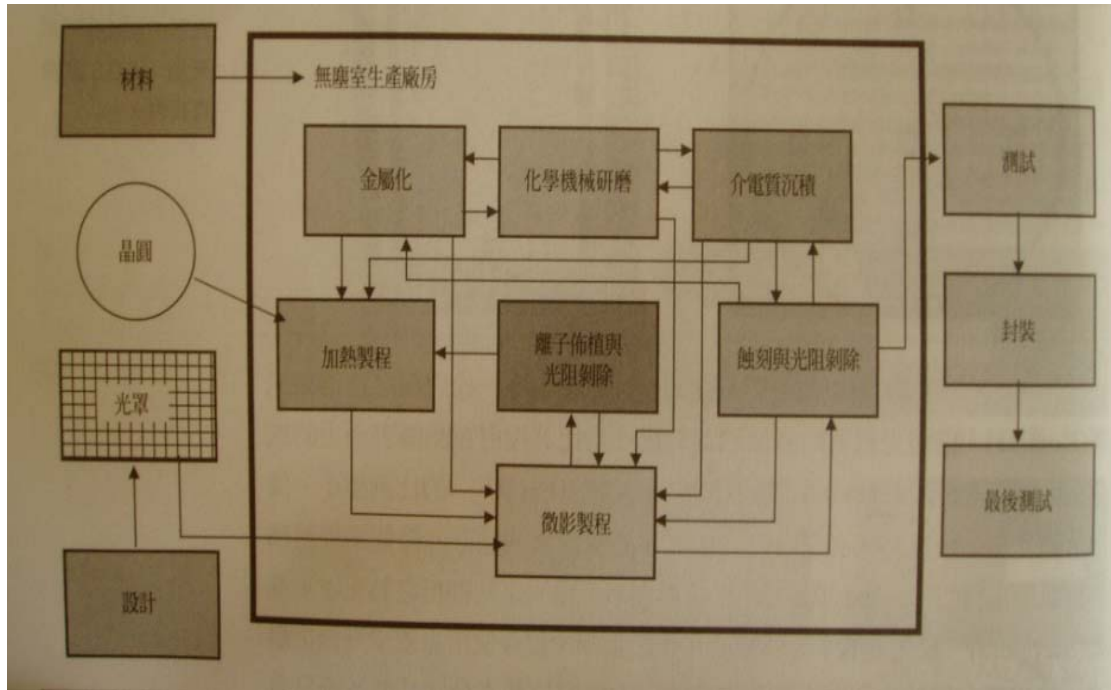 材料
無塵室生產廠房
金屬化
化學機械研磨
介電質沉積
測試
晶圓
加熱製程
離子佈植與
光阻剝除
蝕刻與光阻剝除
封裝
光罩
微影製程
最後測試
設計